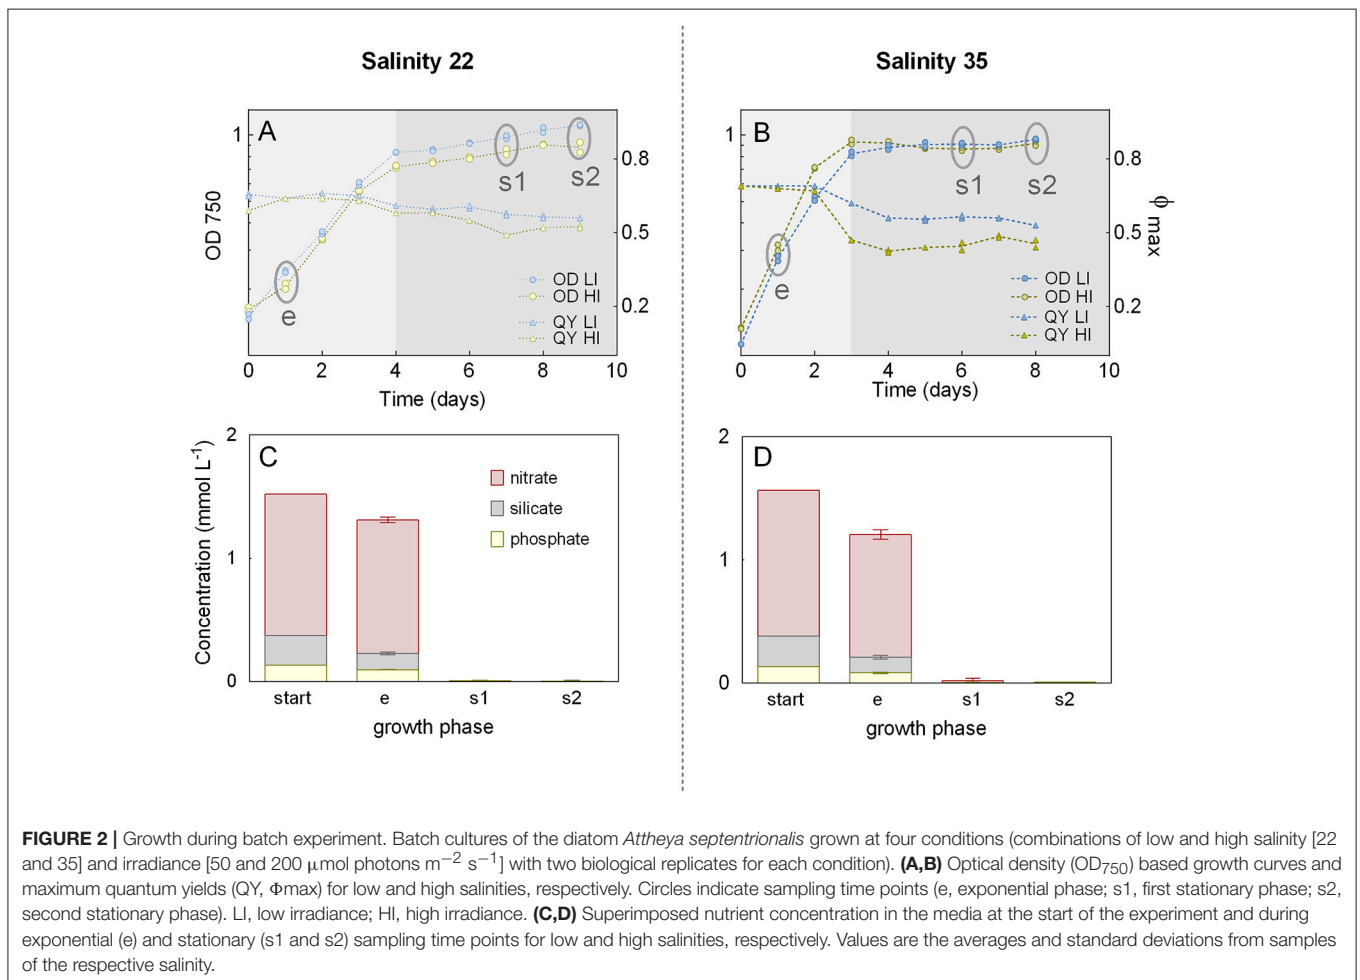 Salinity 22
Salinity 35
A
1
OD 750
0.8
0.5
0.2
s1
s2
e
OD LI
OD HI
QY LI
QY HI
0 2 4 6 8 10
Time (days)
B
1
0.8
0.5
0.2
ϕ max
s1
s2
e
OD LI
OD HI
QY LI
QY HI
0 2 4 6 8 10
Time (days)
C
2
1
0
Concentration (mmol L⁻¹)
nitrate
silicate
phosphate
start e s1 s2
growth phase
D
2
1
0
start e s1 s2
growth phase
FIGURE 2 | Growth during batch experiment. Batch cultures of the diatom Attheya septentrionalis grown at four conditions (combinations of low and high salinity [22
and 35] and irradiance [50 and 200 μmol photons m⁻² s⁻¹] with two biological replicates for each condition). (A,B) Optical density (OD₇₅₀) based growth curves and
maximum quantum yields (QY, Φmax) for low and high salinities, respectively. Circles indicate sampling time points (e, exponential phase; s1, first stationary phase; s2,
second stationary phase). LI, low irradiance; HI, high irradiance. (C,D) Superimposed nutrient concentration in the media at the start of the experiment and during
exponential (e) and stationary (s1 and s2) sampling time points for low and high salinities, respectively. Values are the averages and standard deviations from samples
of the respective salinity.